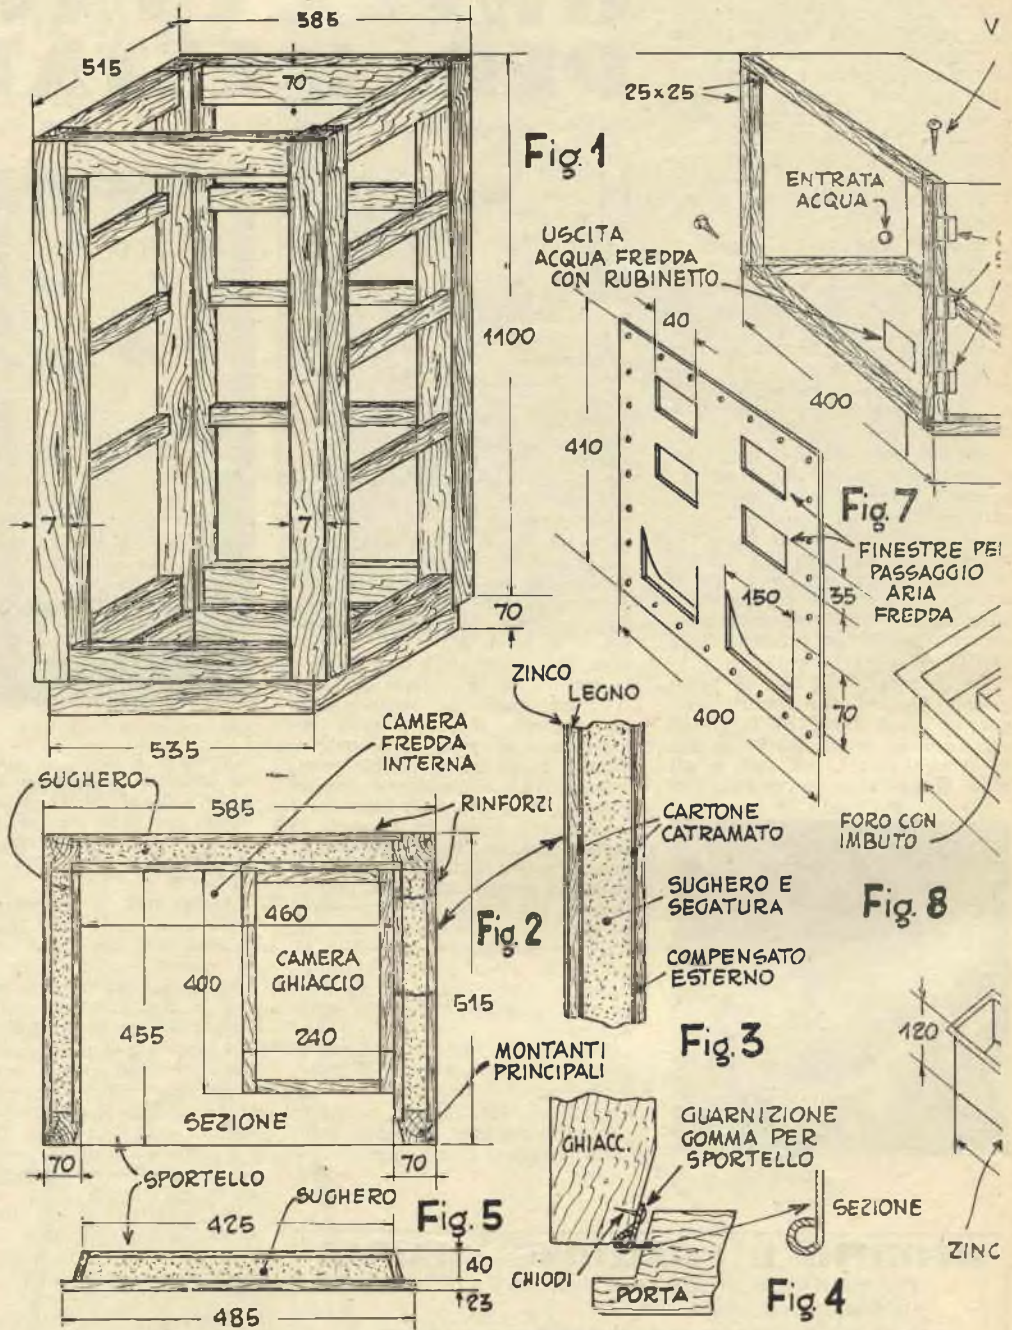 585
515
70
Fig 1
1100
7
7
70
535
V
25x25
ENTRATA
ACQUA
USCITA
ACQUA FREDDA
CON RUBINETTO
40
400
410
Fig. 7
FINESTRE PE
PASSAGGIO
ARIA
FREDDA
150
35
400
70
ZINCO
LEGNO
CARTONE
CATRAMATO
SUGHERO E
SEGATURA
COMPENSATO
ESTERNO
Fig. 3
FORO CON
IMBUTO
Fig. 8
120
ZINC
CAMERA
FREDDA
INTERNA
SUGHERO
585
RINFORZI
460
Fig. 2
CAMERA
GHIACCIO
400
455
240
515
MONTANTI
PRINCIPALI
SEZIONE
70
70
SPORTELLO
SUGHERO
425
Fig. 5
40
23
485
GHIACC.
GUARNIZIONE
GOMMA PER
SPORTELLO
SEZIONE
CHIODI
PORTA
Fig. 4